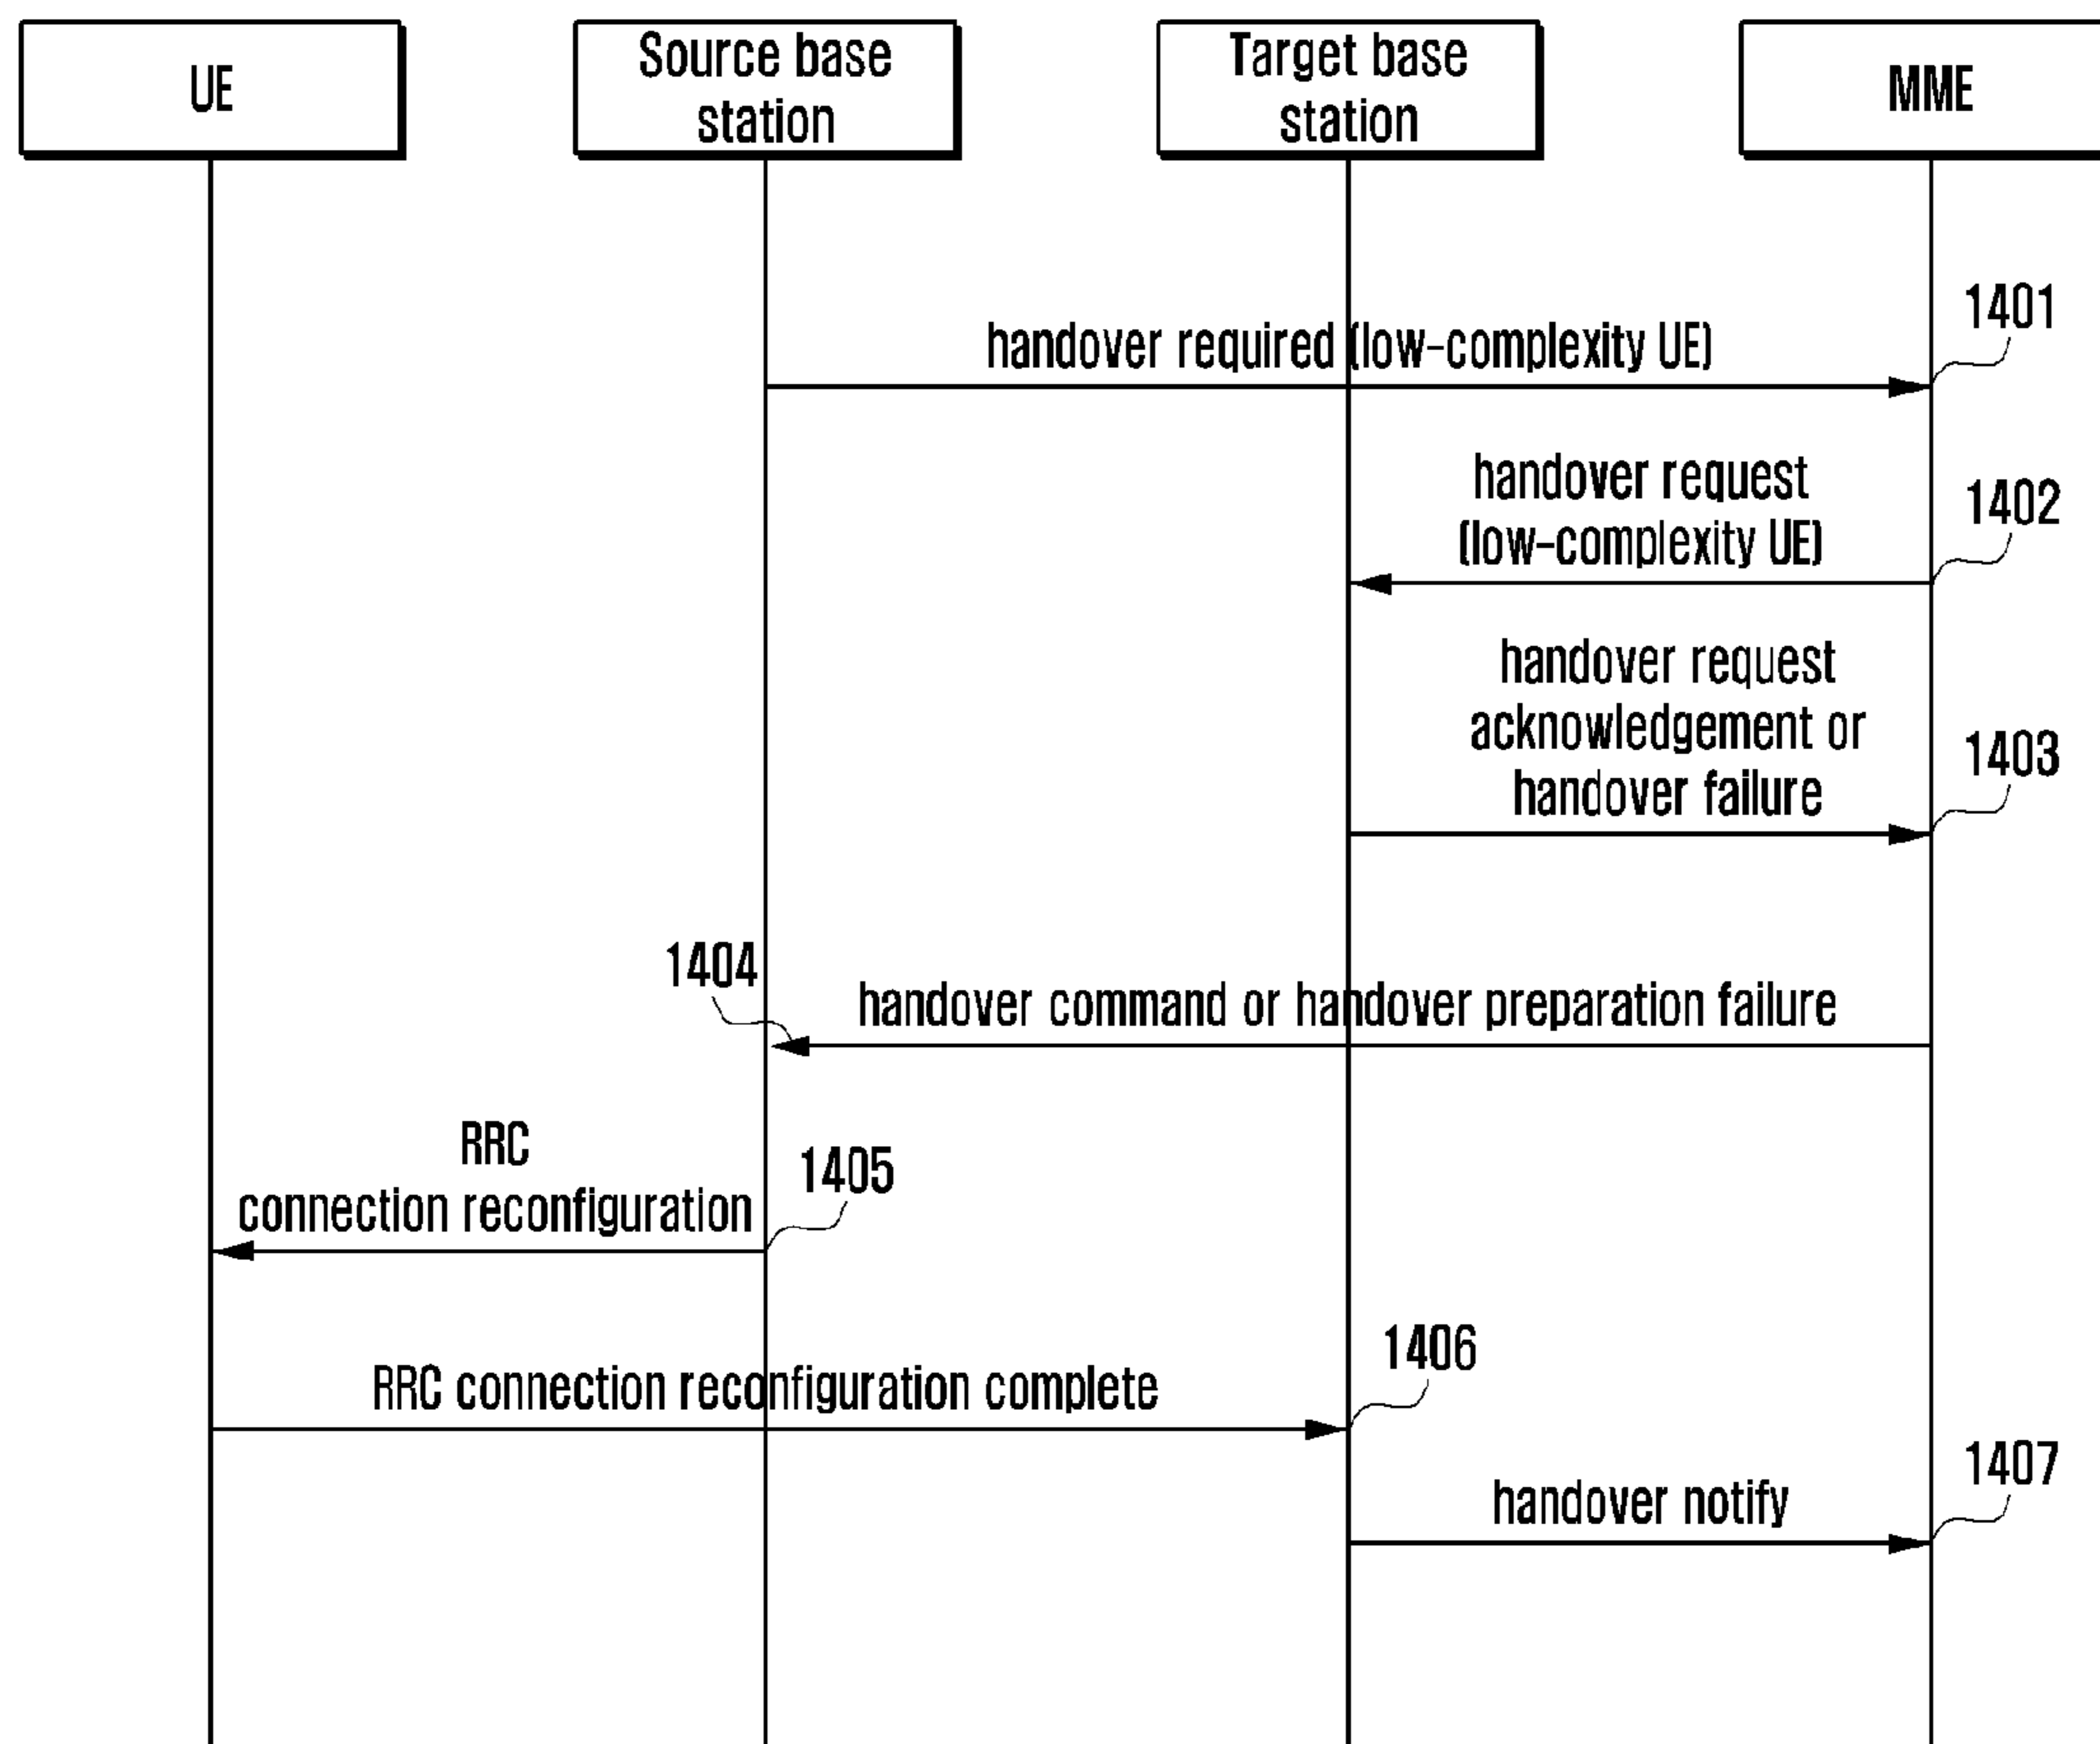 UE
Source base
station
Target base
station
MME
1401
handover required (low-complexity UE)
handover request
(low-complexity UE)
1402
handover request
acknowledgement or
handover failure
1403
1404
handover command or handover preparation failure
RRC
connection reconfiguration
1405
1406
RRC connection reconfiguration complete
1407
handover notify